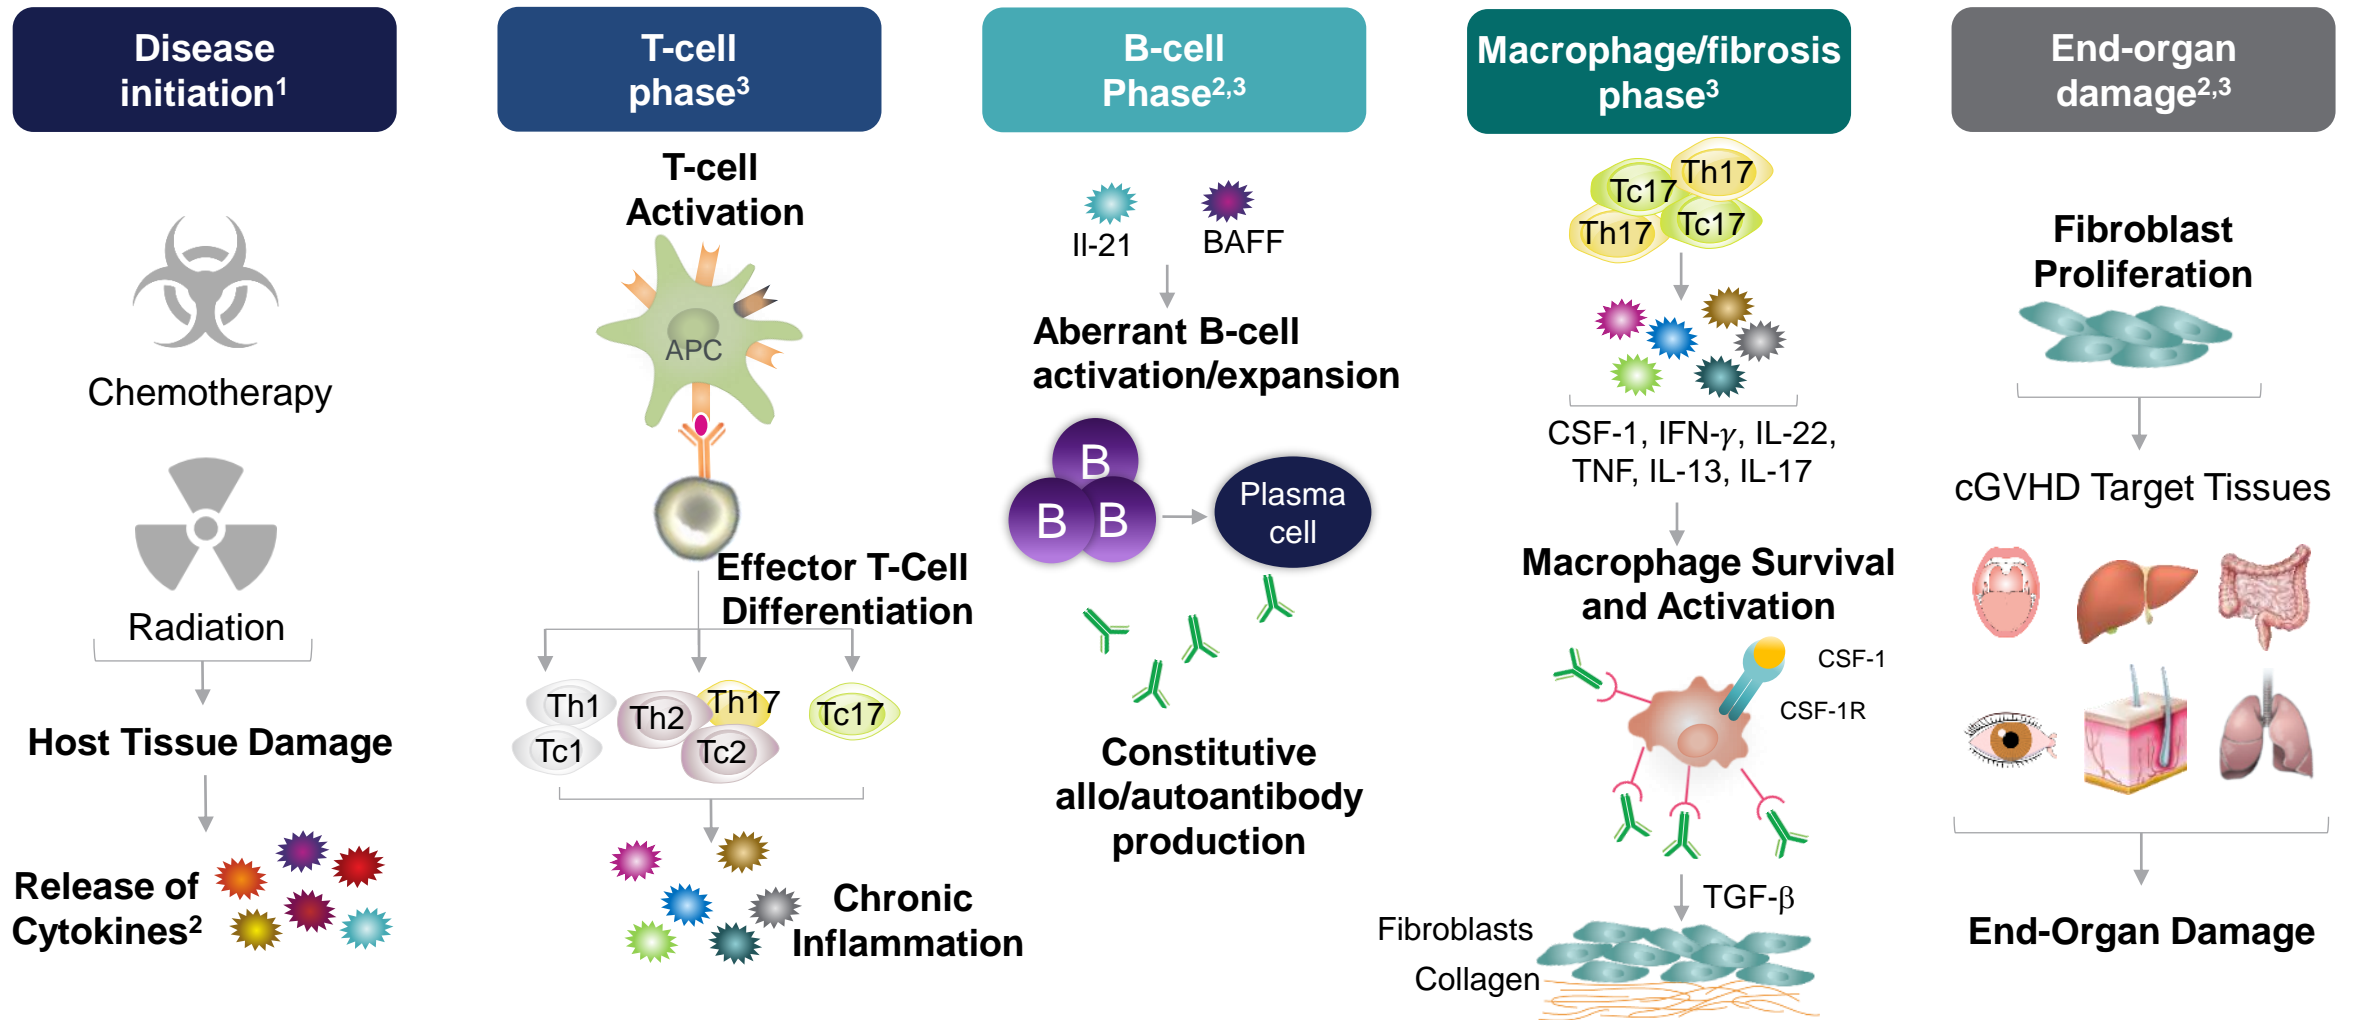 Disease
initiation1
Chemotherapy
Radiation
Host Tissue Damage
Release of
Cytokines2
T-cell
phase3
T-cell
Activation
APC
Effector T-Cell
Differentiation
Th1
Tc1
Th2
Th17
Tc2
Tc17
Chronic
Inflammation
B-cell
Phase2,3
Il-21
BAFF
Aberrant B-cell
activation/expansion
B
B
B
Plasma
cell
Constitutive
allo/autoantibody
production
Macrophage/fibrosis
phase3
Tc17
Th17
Th17
Tc17
CSF-1, IFN-γ, IL-22,
TNF, IL-13, IL-17
Macrophage Survival
and Activation
CSF-1
CSF-1R
TGF-β
Fibroblasts
Collagen
End-organ
damage2,3
Fibroblast
Proliferation
cGVHD Target Tissues
End-Organ Damage